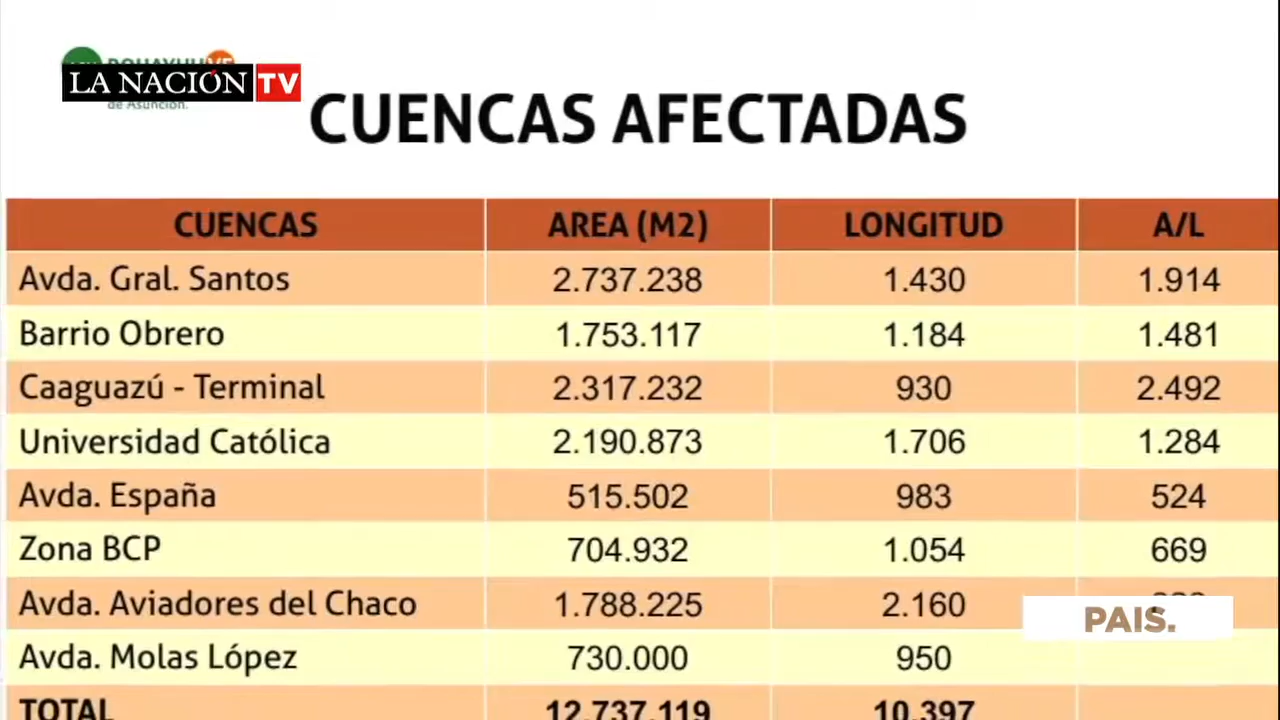 LA NACIÓN TV
de Asunción.
CUENCAS AFECTADAS
CUENCAS AREA (M2) LONGITUD A/L
Avda. Gral. Santos 2.737.238 1.430 1.914
Barrio Obrero 1.753.117 1.184 1.481
Caaguazú - Terminal 2.317.232 930 2.492
Universidad Católica 2.190.873 1.706 1.284
Avda. España 515.502 983 524
Zona BCP 704.932 1.054 669
Avda. Aviadores del Chaco 1.788.225 2.160
PAIS.
Avda. Molas López 730.000 950
TOTAL 12.737.119 10.397